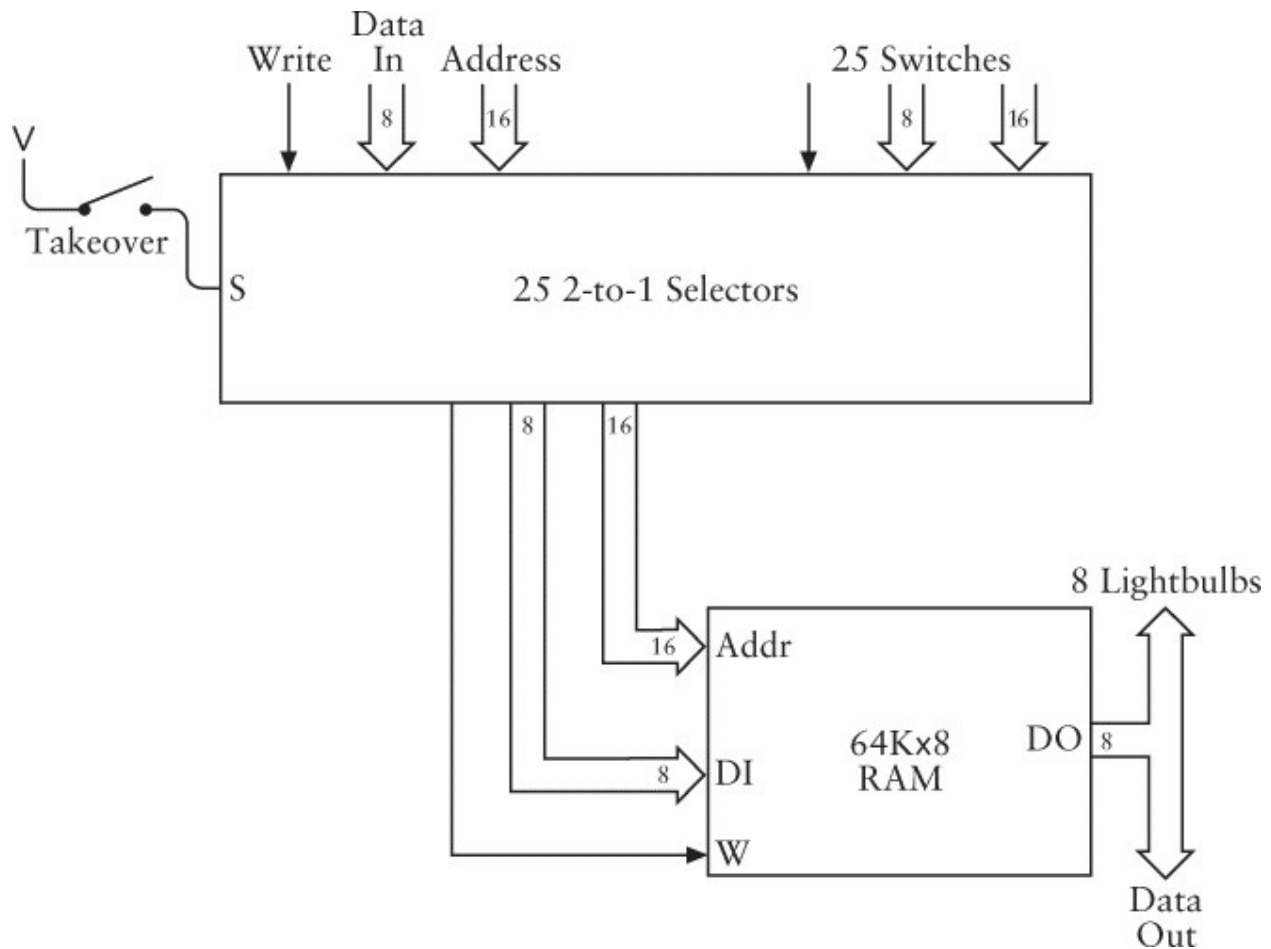 Data
Write In Address 25 Switches
8 16 8 16
V
Takeover
S 25 2-to-1 Selectors
8 16
8 Lightbulbs
16 Addr
64Kx8 DO 8
8 DI RAM
W
Data
Out